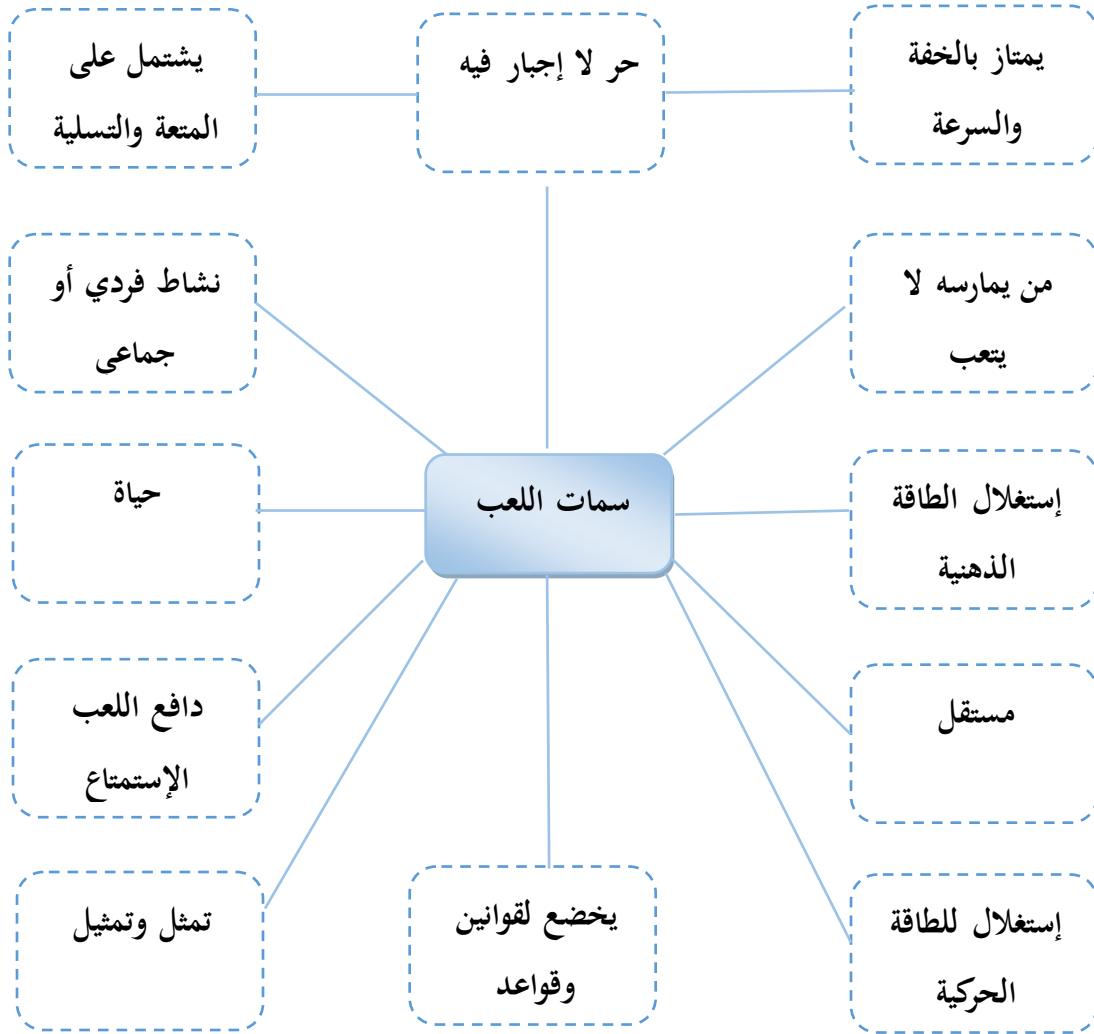 يمتاز بالخفة
والسرعة
حر لا إجبار فيه
يشتمل على
المتعة والتسلية
من يمارسه لا
يتعب
نشاط فردي أو
جماعى
إستغلال الطاقة
الذهنية
سمات اللعب
حياة
مستقل
دافع اللعب
الإستمتاع
إستغلال للطاقة
الحركية
يخضع لقوانين
وقواعد
تمثل وتمثيل